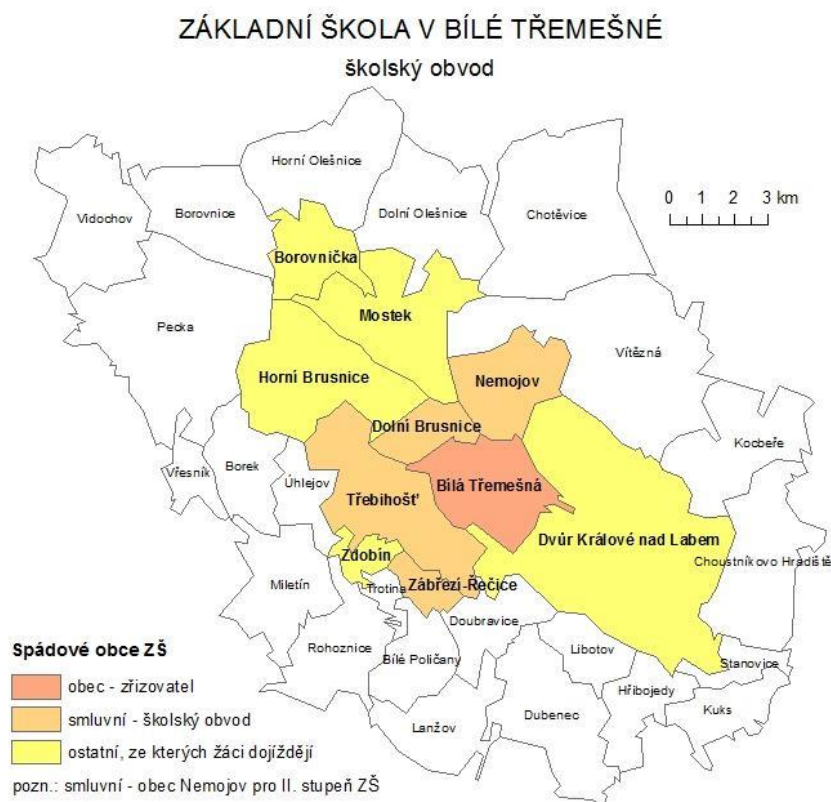 ZÁKLADNÍ ŠKOLA V BÍLÉ TŘEMEŠNÉ
školský obvod
Horní Olešnice
0 1 2 3 km
Vidochov
Borovnice
Dolní Olešnice
Chotěvice
Borovnička
Mostek
Pecka
Vítězná
Horní Brusnice
Nemojov
Dolní Brusnice
Kocbeře
Vřesník
Borek
Úhlejov
Bílá Třemešná
Třebihošť
Dvůr Králové nad Labem
Zdobín
Choustníkovo Hradiště
Miletín
Trotina
Zábřezí-Řečice
Doubravice
Rohoznice
Bílé Poličany
Libotov
Stanovice
Hřibojedy
Kuks
Dubenec
Lanžov
Spádové obce ZŠ
obec - zřizovatel
smluvní - školský obvod
ostatní, ze kterých žáci dojíždějí
pozn.: smluvní - obec Nemojov pro II. stupeň ZŠ